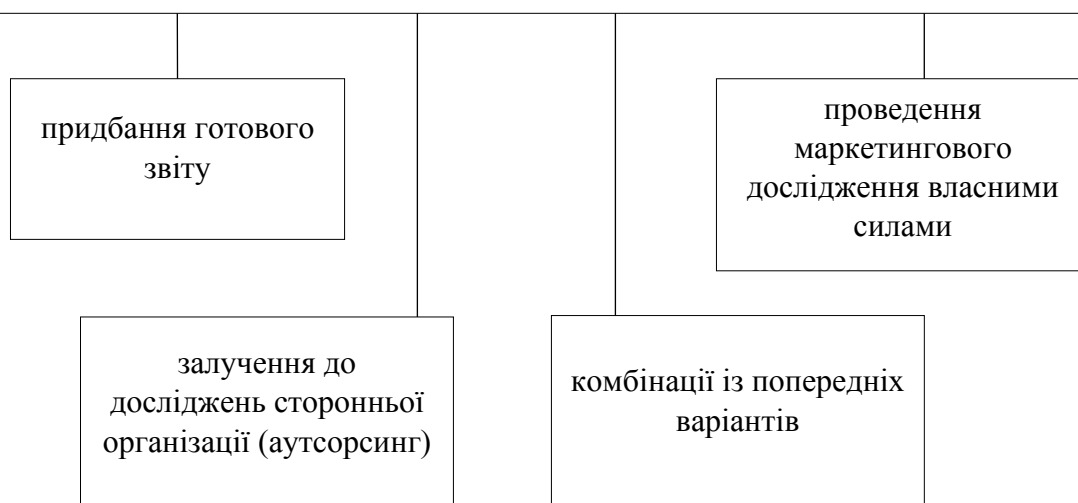 придбання готового
звіту
проведення
маркетингового
дослідження власними
силами
залучення до
досліджень сторонньої
організації (аутсорсинг)
комбінації із попередніх
варіантів